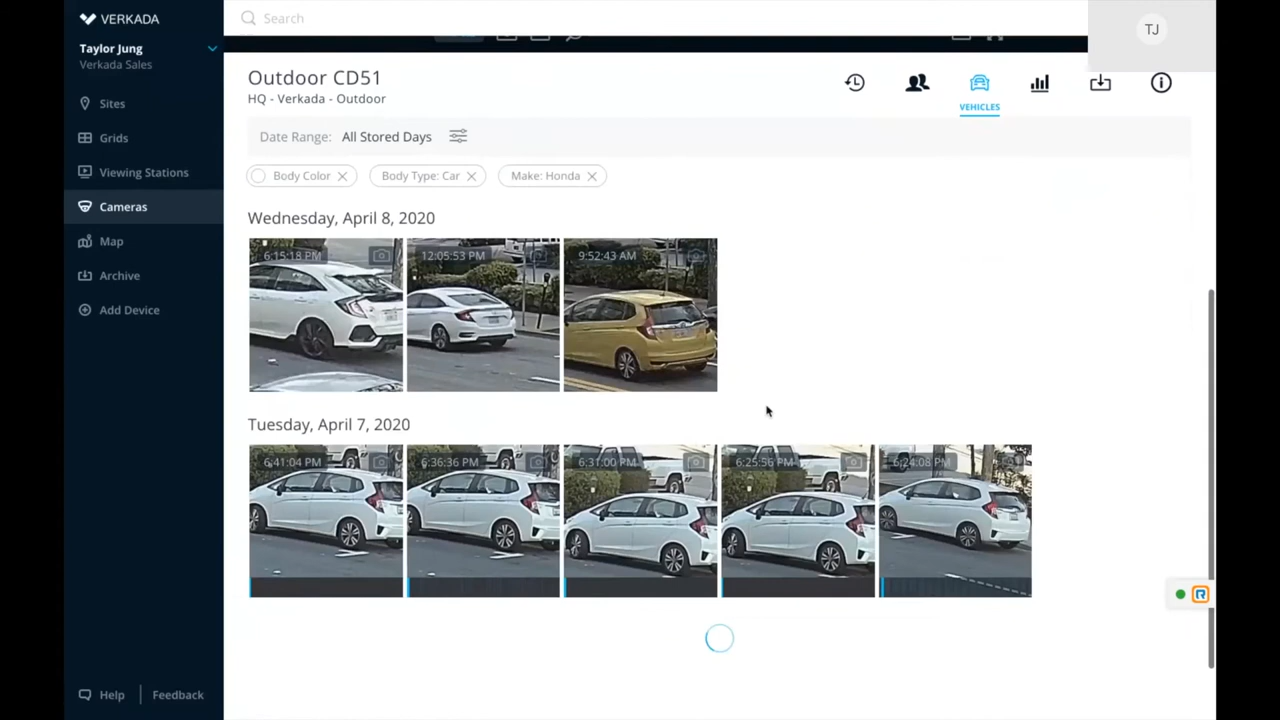 VERKADA
Search
TJ
Taylor Jung
Verkada Sales
Sites
Grids
Viewing Stations
Cameras
Map
Archive
Add Device
Help
Feedback
Outdoor CD51
HQ - Verkada - Outdoor
VEHICLES
Date Range: All Stored Days
Body Color
Body Type: Car
Make: Honda
Wednesday, April 8, 2020
6:15:18 PM
12:05:53 PM
9:52:43 AM
Tuesday, April 7, 2020
6:41:04 PM
6:36:36 PM
6:31:00 PM
6:25:56 PM
6:24:08 PM